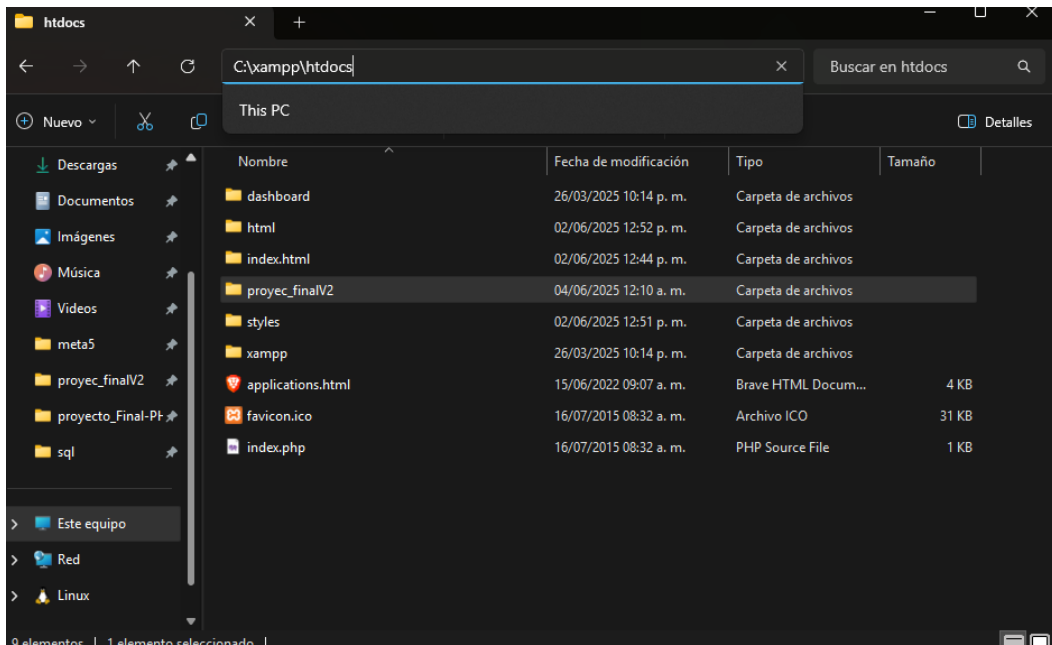 htdocs
C:\xampp\htdocs
Buscar en htdocs
This PC
Nuevo
Detalles
Nombre Fecha de modificación Tipo Tamaño
Descargas
Documentos
Imágenes
Música
Videos
meta5
proyec_finalV2
proyecto_Final-PH
sql
Este equipo
Red
Linux
dashboard 26/03/2025 10:14 p. m. Carpeta de archivos
html 02/06/2025 12:52 p. m. Carpeta de archivos
index.html 02/06/2025 12:44 p. m. Carpeta de archivos
proyec_finalV2 04/06/2025 12:10 a. m. Carpeta de archivos
styles 02/06/2025 12:51 p. m. Carpeta de archivos
xampp 26/03/2025 10:14 p. m. Carpeta de archivos
applications.html 15/06/2022 09:07 a. m. Brave HTML Docum... 4 KB
favicon.ico 16/07/2015 08:32 a. m. Archivo ICO 31 KB
index.php 16/07/2015 08:32 a. m. PHP Source File 1 KB
9 elementos | 1 elemento seleccionado |